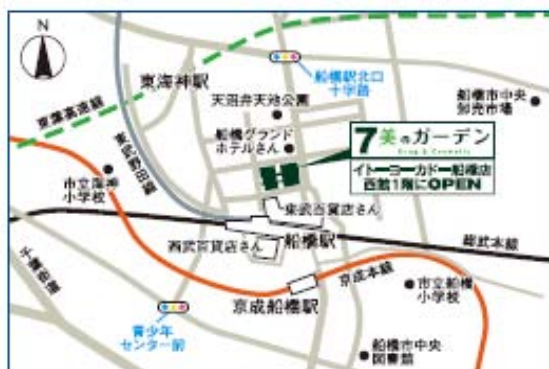 N
東海神駅
船橋駅北口
十字路
船橋市中央
卸売市場
東葉高速線
天沼弁天池公園
船橋グランド
ホテルさん
7美のガーデン
Drug & Cosmetic
イトーヨーカドー船橋店
西館1階にOPEN
東武野田線
市立海神
小学校
東武百貨店さん
西武百貨店さん
船橋駅
総武本線
京成本線
京成船橋駅
市立船橋
小学校
千葉街道
青少年
センター前
船橋市中央
図書館